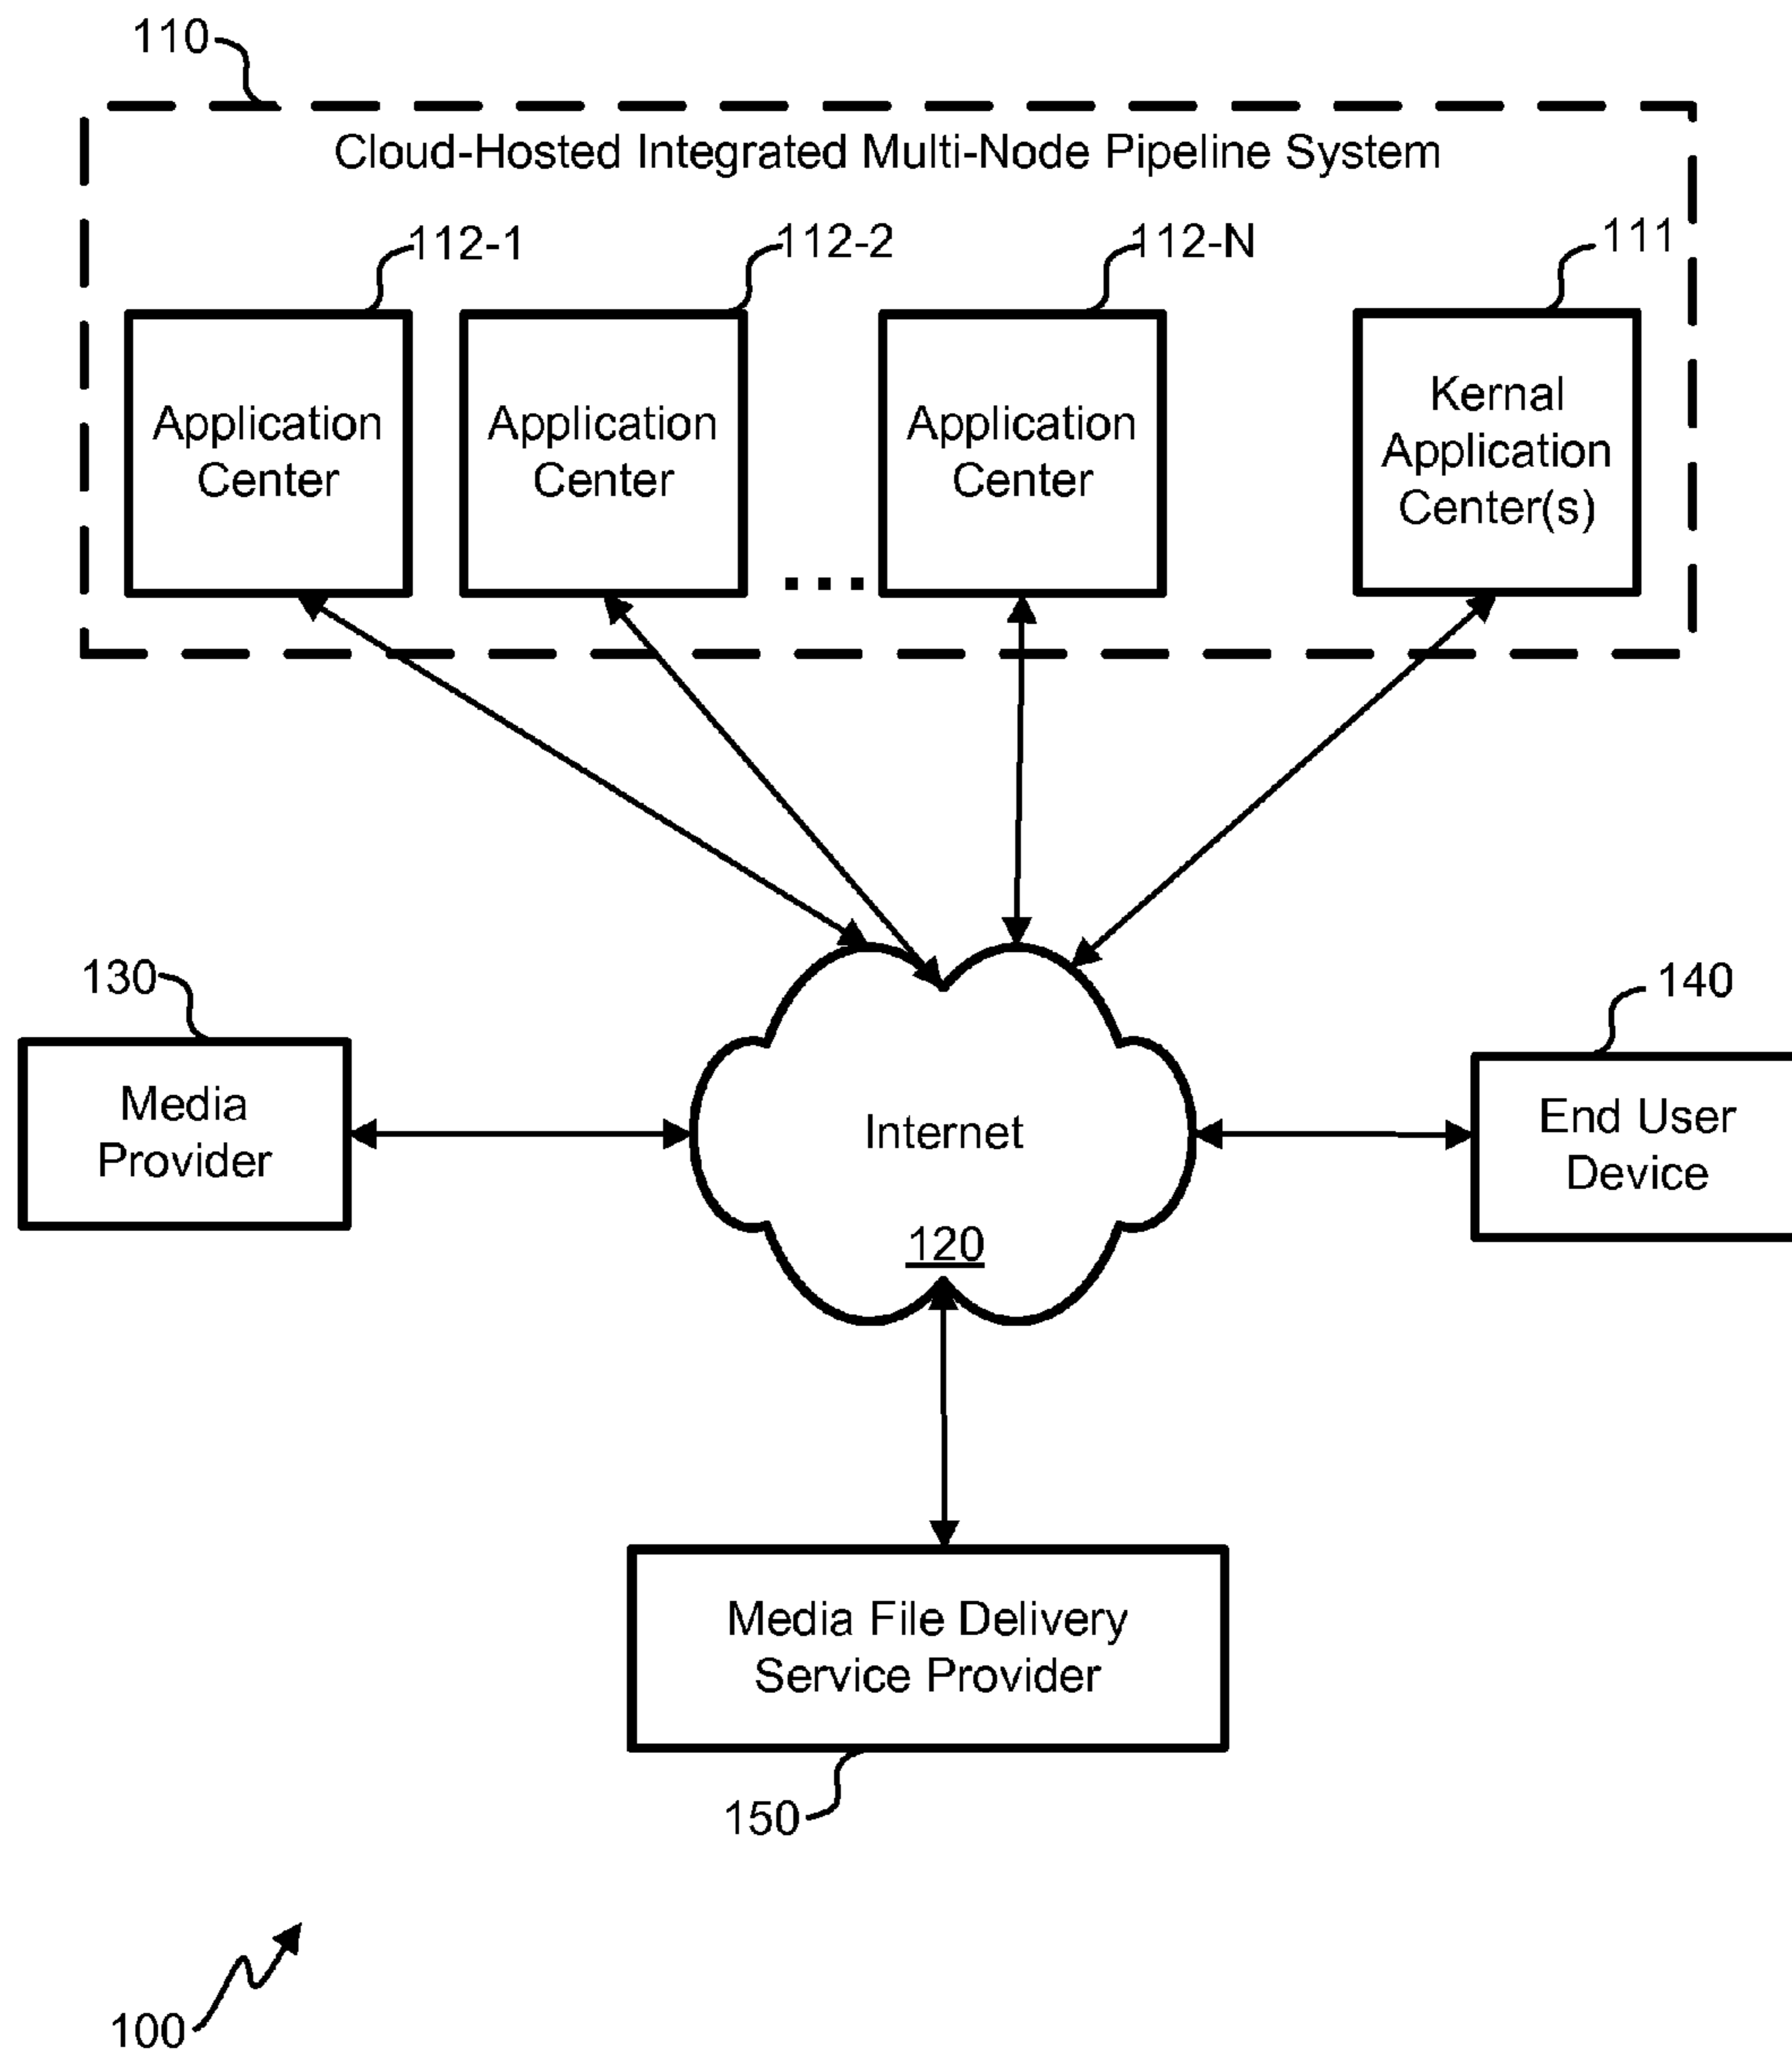 110
Cloud-Hosted Integrated Multi-Node Pipeline System
112-1
112-2
112-N
111
Application
Center
Application
Center
...
Application
Center
Kernal
Application
Center(s)
130
Media
Provider
Internet
120
140
End User
Device
Media File Delivery
Service Provider
150
100